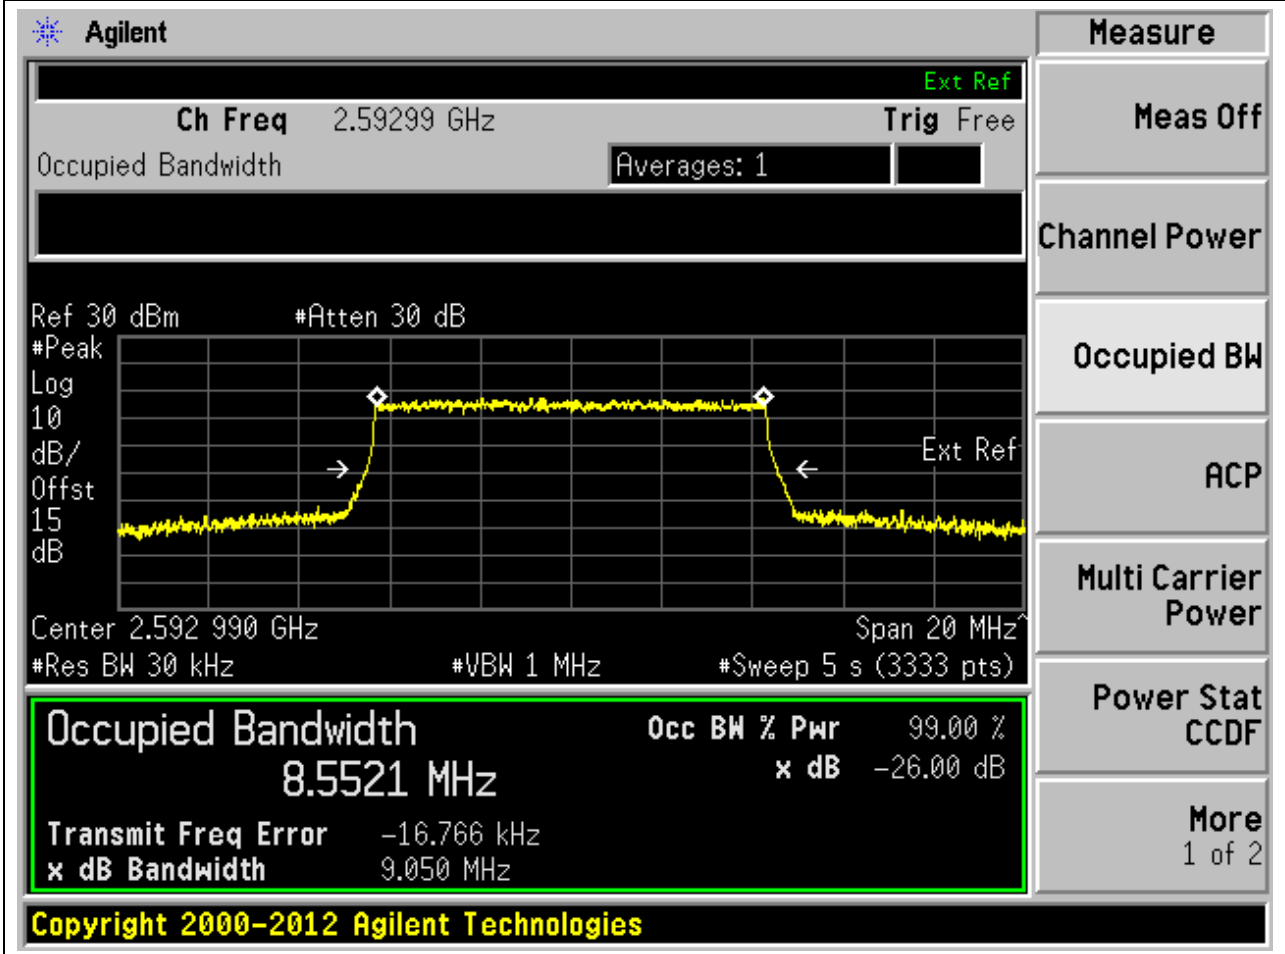 Agilent
Measure
Ext Ref
Ch Freq 2.59299 GHz Trig Free
Meas Off
Occupied Bandwidth Averages: 1
Channel Power
Ref 30 dBm #Atten 30 dB
#Peak
Log
10
dB/
Offst
15
dB
Ext Ref
Occupied BW
ACP
Center 2.592 990 GHz Span 20 MHz^
#Res BW 30 kHz #VBW 1 MHz #Sweep 5 s (3333 pts)
Multi Carrier
Power
Occupied Bandwidth Occ BW % Pwr 99.00 %
8.5521 MHz x dB -26.00 dB
Power Stat
CCDF
Transmit Freq Error -16.766 kHz
x dB Bandwidth 9.050 MHz
More
1 of 2
Copyright 2000-2012 Agilent Technologies